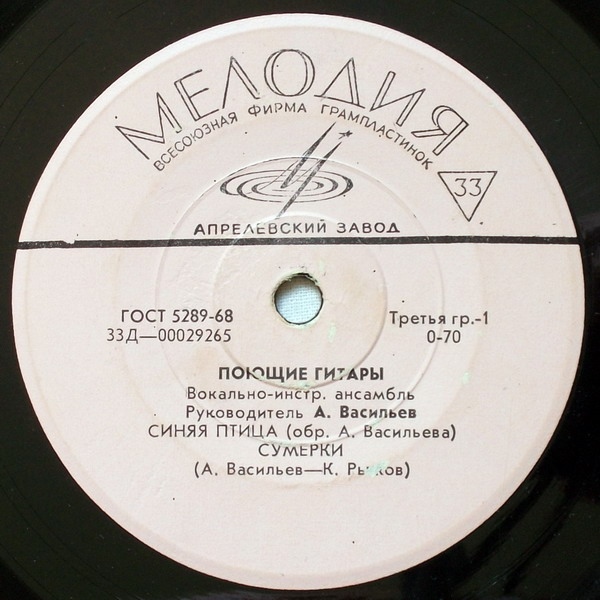 МЕЛОДИЯ
ВСЕСОЮЗНАЯ ФИРМА ГРАМПЛАСТИНОК
33
АПРЕЛЕВСКИЙ ЗАВОД
ГОСТ 5289-68
33Д—00029265
Третья гр.-1
0-70
ПОЮЩИЕ ГИТАРЫ
Вокально-инстр. ансамбль
Руководитель А. Васильев
СИНЯЯ ПТИЦА (обр. А. Васильева)
СУМЕРКИ
(А. Васильев—К. Рыжов)